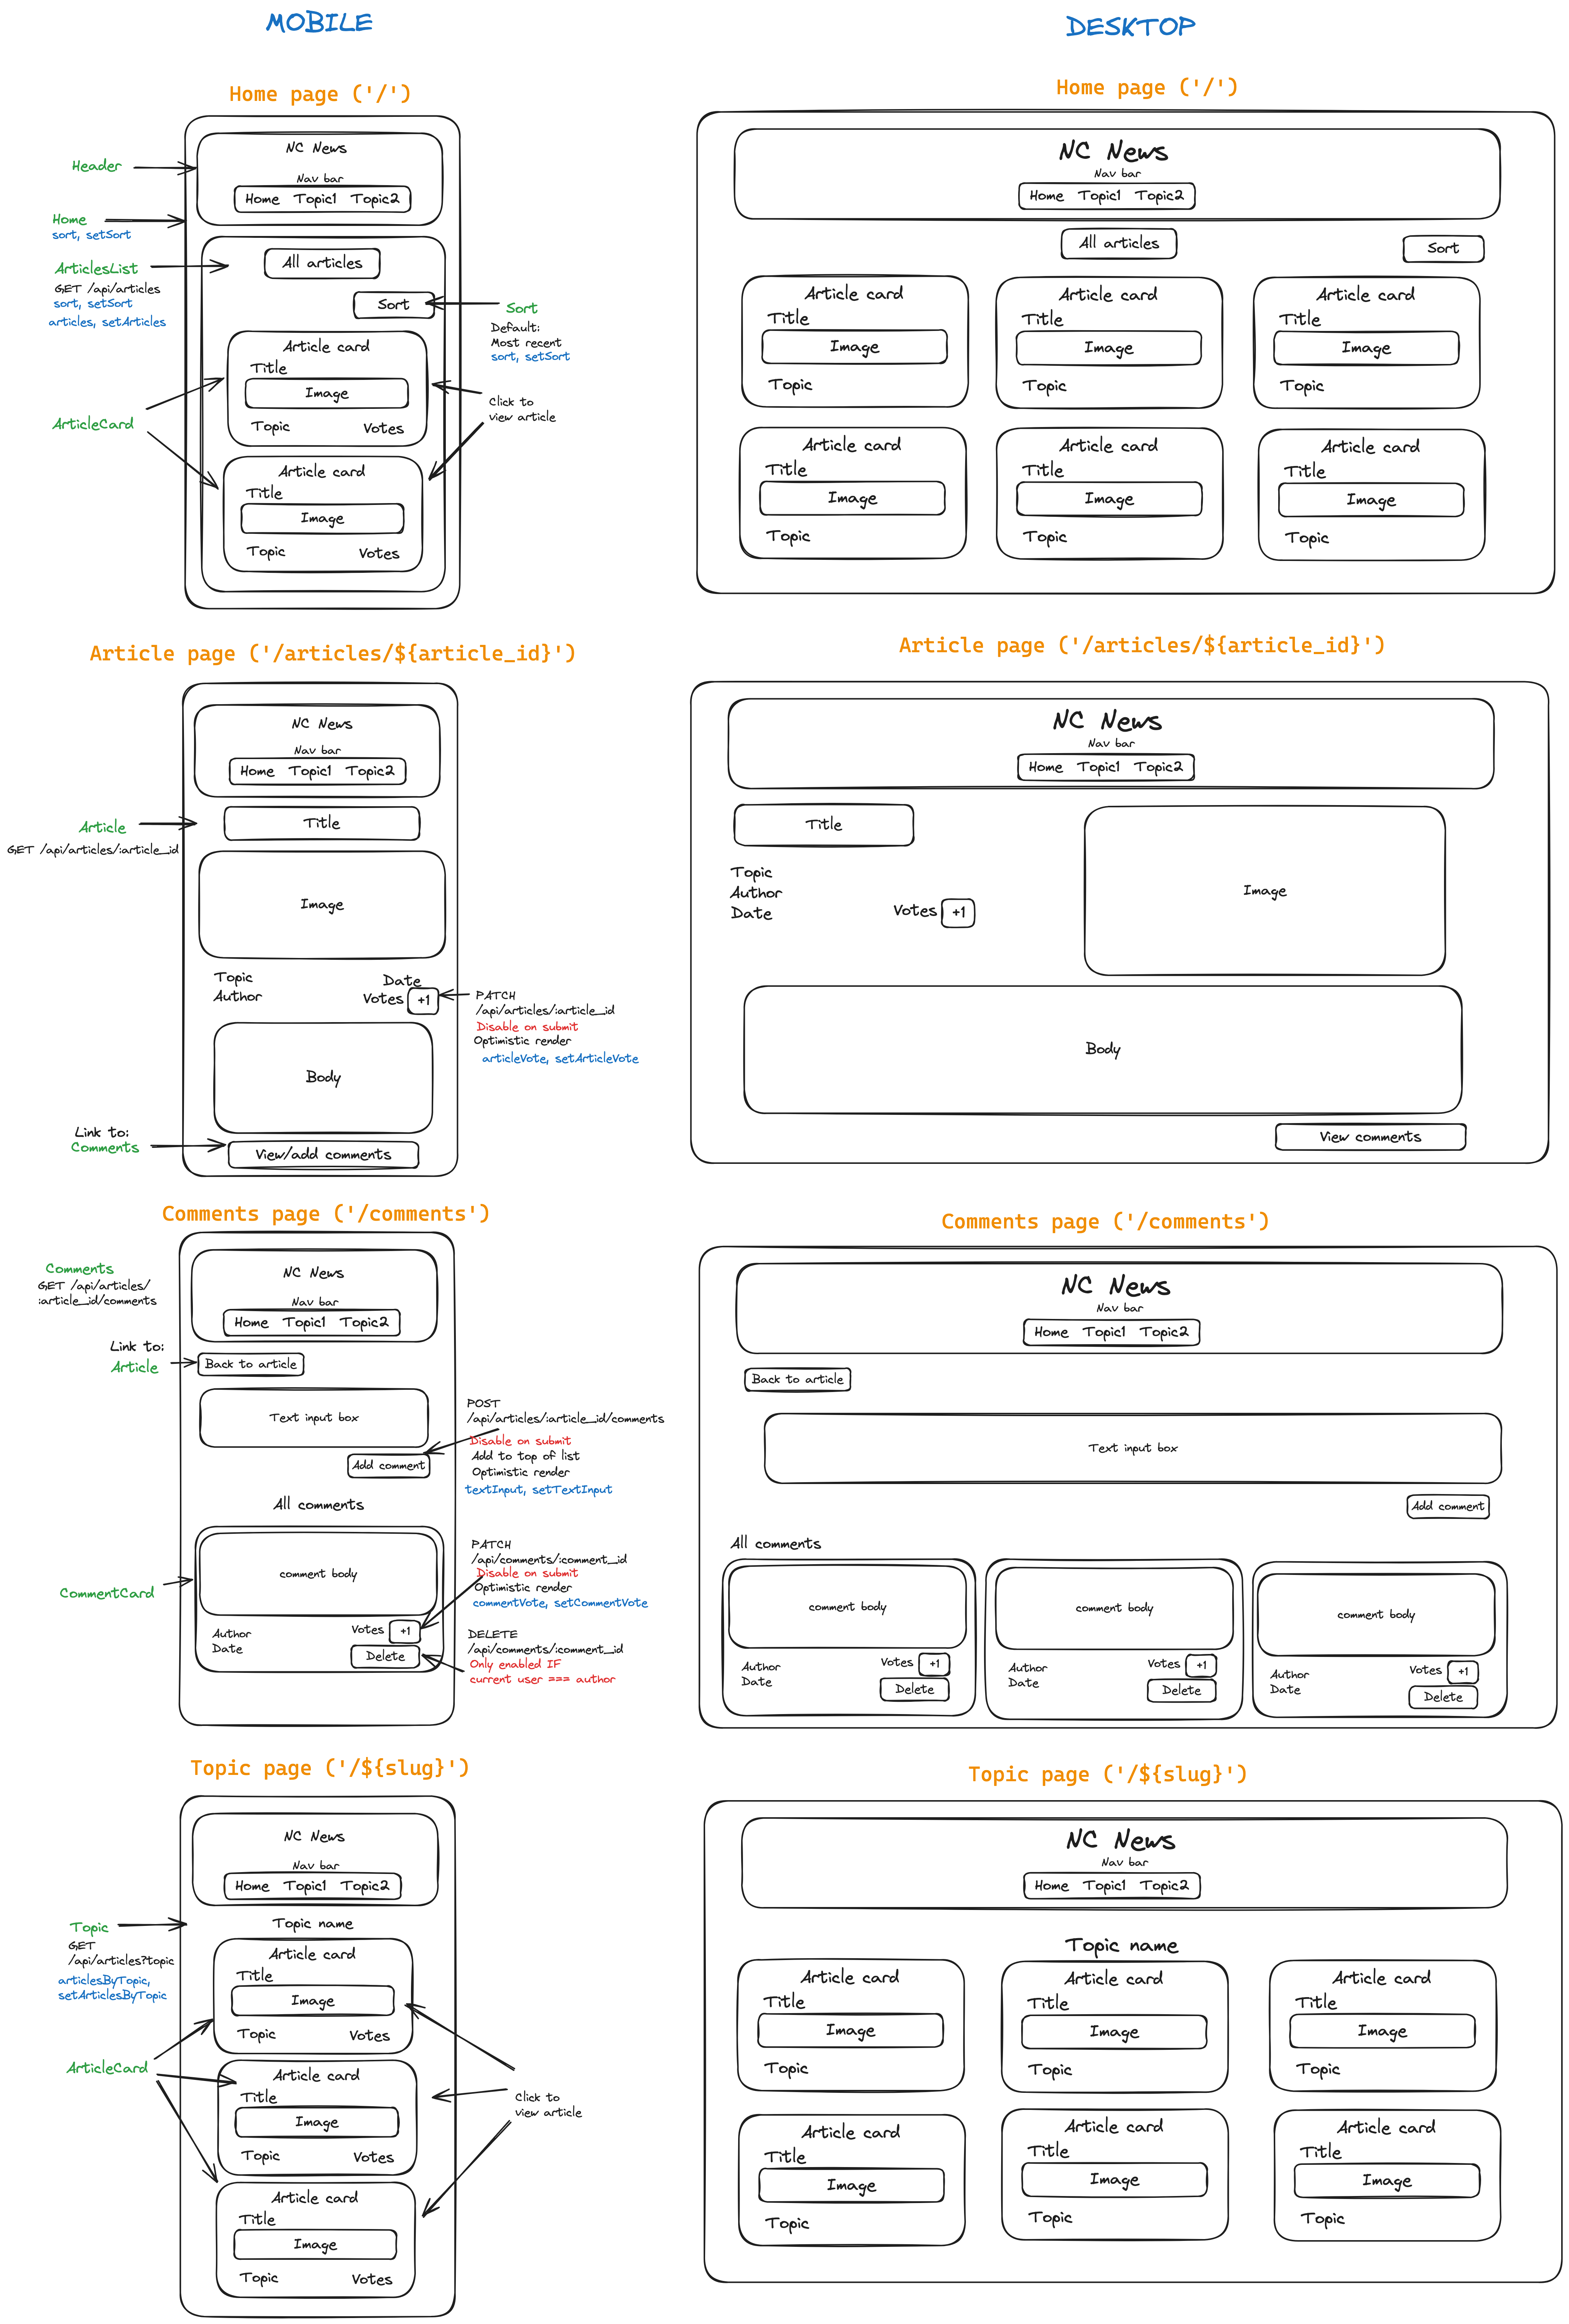 MOBILE
DESKTOP
Home page ('/')
NC News
Nav bar
Home Topic1 Topic2
Header
Home
sort, setSort
ArticlesList
GET /api/articles
sort, setSort
articles, setArticles
All articles
Sort
Sort
Default:
Most recent
sort, setSort
Article card
Title
Image
Topic Votes
Click to
view article
ArticleCard
Article card
Title
Image
Topic Votes
Home page ('/')
NC News
Nav bar
Home Topic1 Topic2
All articles
Sort
Article card
Title
Image
Topic
Article card
Title
Image
Topic
Article card
Title
Image
Topic
Article card
Title
Image
Topic
Article card
Title
Image
Topic
Article card
Title
Image
Topic
Article page ('/articles/${article_id}')
NC News
Nav bar
Home Topic1 Topic2
Article
GET /api/articles/:article_id
Title
Image
Topic Date
Author Votes +1
PATCH
/api/articles/:article_id
Disable on submit
Optimistic render
articleVote, setArticleVote
Body
Link to:
Comments
View/add comments
Article page ('/articles/${article_id}')
NC News
Nav bar
Home Topic1 Topic2
Title
Topic
Author
Date
Votes +1
Image
Body
View comments
Comments page ('/comments')
Comments
GET /api/articles/
:article_id/comments
NC News
Nav bar
Home Topic1 Topic2
Link to:
Article
Back to article
Text input box
Add comment
POST
/api/articles/:article_id/comments
Disable on submit
Add to top of list
Optimistic render
textInput, setTextInput
All comments
comment body
CommentCard
Author
Date
Votes +1
Delete
PATCH
/api/comments/:comment_id
Disable on submit
Optimistic render
commentVote, setCommentVote
DELETE
/api/comments/:comment_id
Only enabled IF
current user === author
Comments page ('/comments')
NC News
Nav bar
Home Topic1 Topic2
Back to article
Text input box
Add comment
All comments
comment body
Author
Date
Votes +1
Delete
comment body
Author
Date
Votes +1
Delete
comment body
Author
Date
Votes +1
Delete
Topic page ('/${slug}')
NC News
Nav bar
Home Topic1 Topic2
Topic
GET
/api/articles?topic
articlesByTopic,
setArticlesByTopic
Topic name
Article card
Title
Image
Topic Votes
ArticleCard
Article card
Title
Image
Topic Votes
Click to
view article
Article card
Title
Image
Topic Votes
Topic page ('/${slug}')
NC News
Nav bar
Home Topic1 Topic2
Topic name
Article card
Title
Image
Topic
Article card
Title
Image
Topic
Article card
Title
Image
Topic
Article card
Title
Image
Topic
Article card
Title
Image
Topic
Article card
Title
Image
Topic